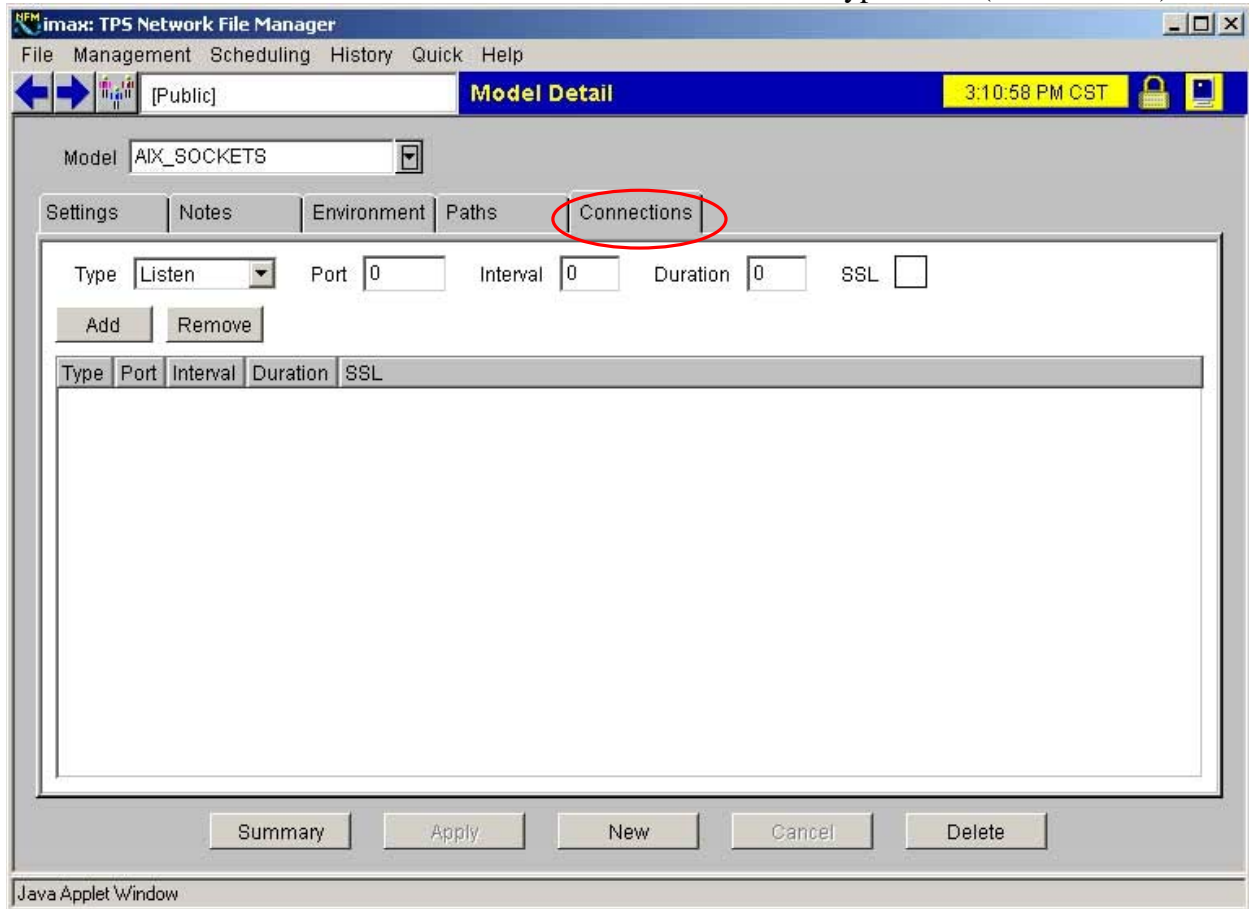 NFM imax: TPS Network File Manager
File Management Scheduling History Quick Help
[Public] Model Detail 3:10:58 PM CST
Model AIX_SOCKETS
Settings Notes Environment Paths Connections
Type Listen Port 0 Interval 0 Duration 0 SSL
Add Remove
Type Port Interval Duration SSL
Summary Apply New Cancel Delete
Java Applet Window